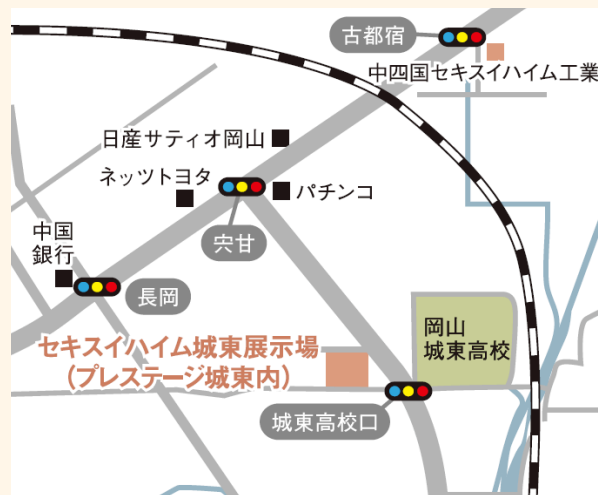 古都宿
中四国セキスイハイム工業
日産サティオ岡山
ネッツトヨタ
パチンコ
宍甘
中国
銀行
長岡
岡山
城東高校
セキスイハイム城東展示場
(プレステージ城東内)
城東高校口